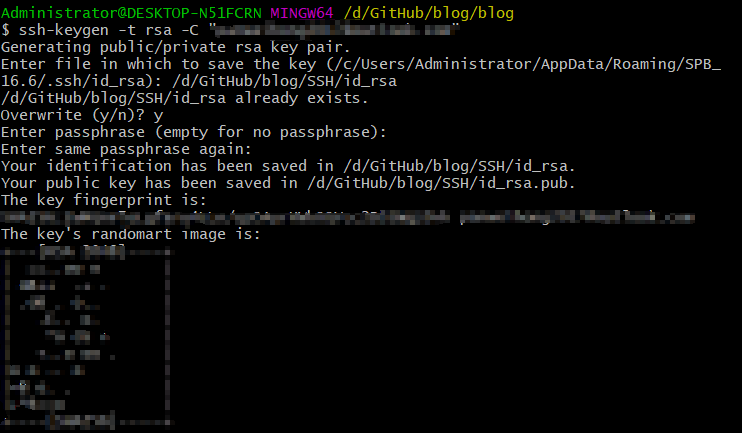 Administrator@DESKTOP-N51FCRN MINGW64 /d/GitHub/blog/blog
$ ssh-keygen -t rsa -C "
Generating public/private rsa key pair.
Enter file in which to save the key (/c/Users/Administrator/AppData/Roaming/SPB_
16.6/.ssh/id_rsa): /d/GitHub/blog/SSH/id_rsa
/d/GitHub/blog/SSH/id_rsa already exists.
Overwrite (y/n)? y
Enter passphrase (empty for no passphrase):
Enter same passphrase again:
Your identification has been saved in /d/GitHub/blog/SSH/id_rsa.
Your public key has been saved in /d/GitHub/blog/SSH/id_rsa.pub.
The key fingerprint is:
The key's randomart image is: